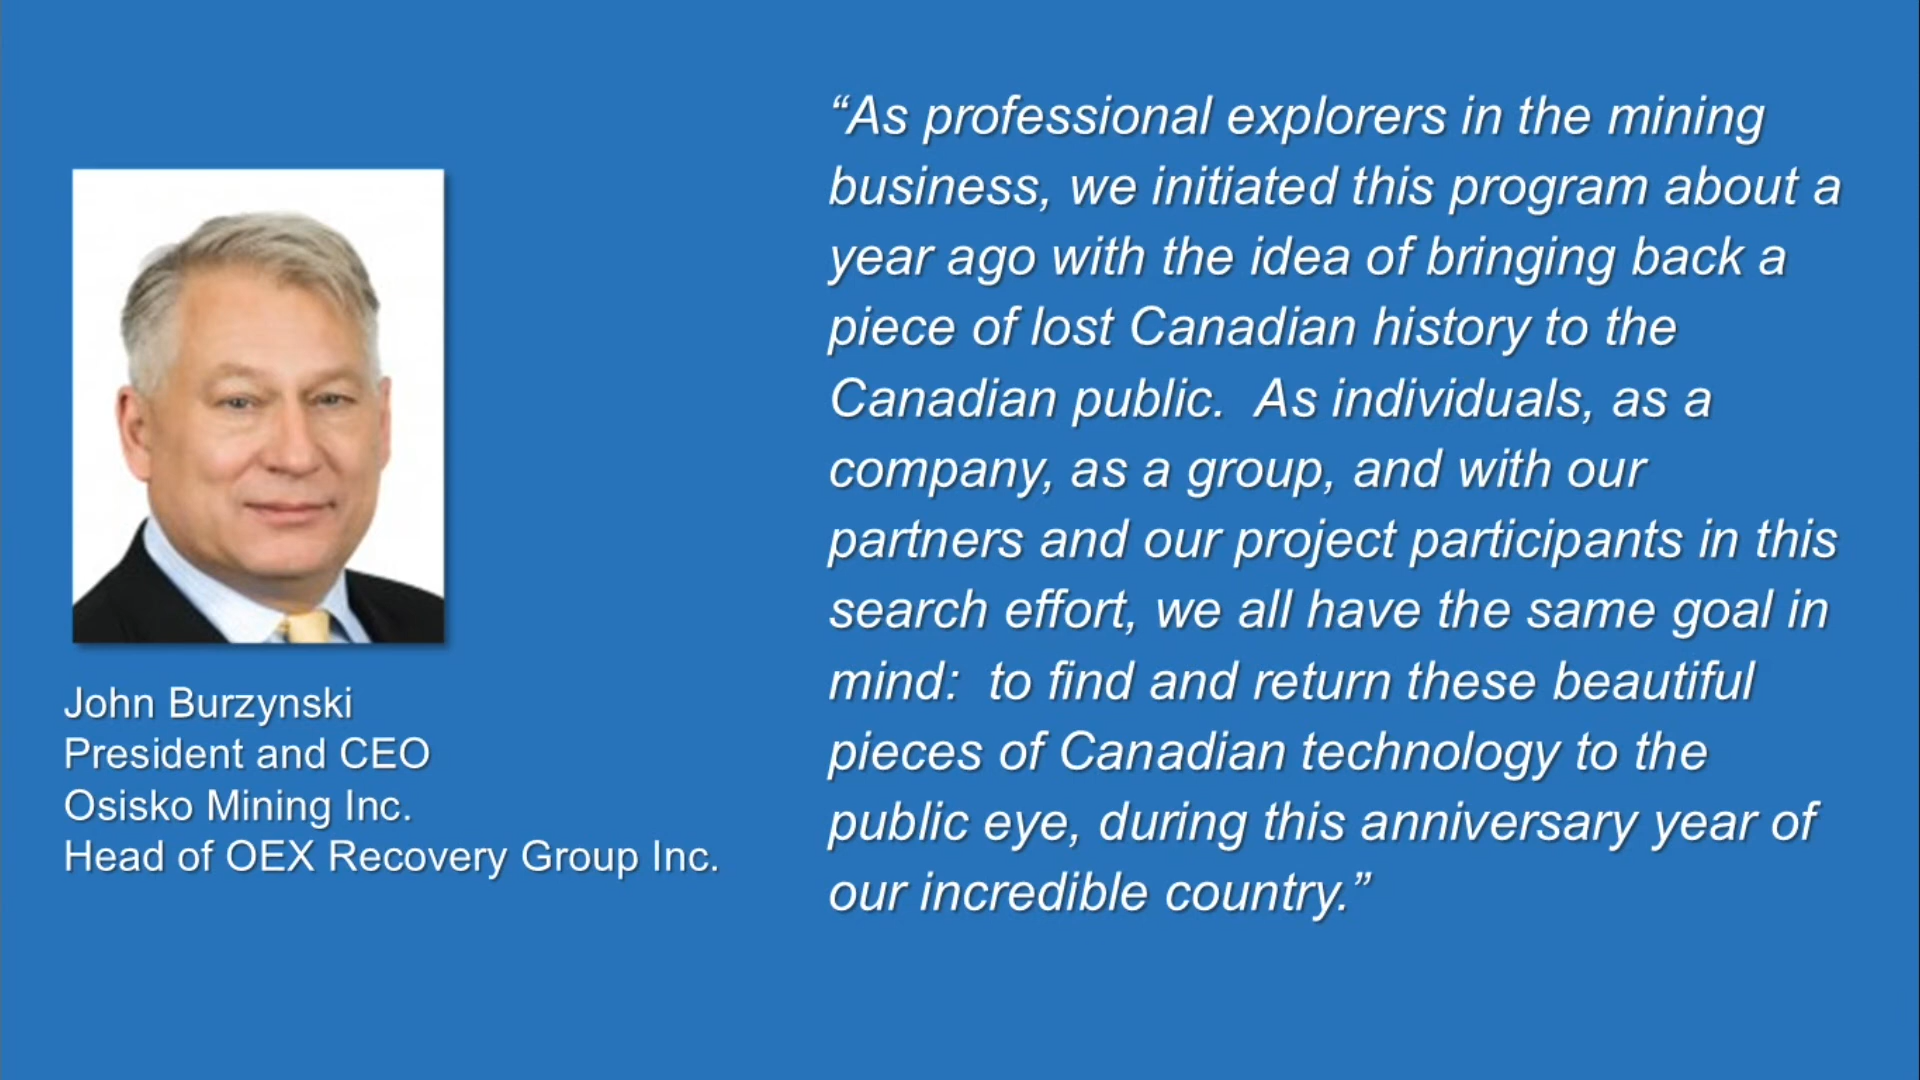 John Burzynski
President and CEO
Osisko Mining Inc.
Head of OEX Recovery Group Inc.
“As professional explorers in the mining
business, we initiated this program about a
year ago with the idea of bringing back a
piece of lost Canadian history to the
Canadian public.  As individuals, as a
company, as a group, and with our
partners and our project participants in this
search effort, we all have the same goal in
mind:  to find and return these beautiful
pieces of Canadian technology to the
public eye, during this anniversary year of
our incredible country.”